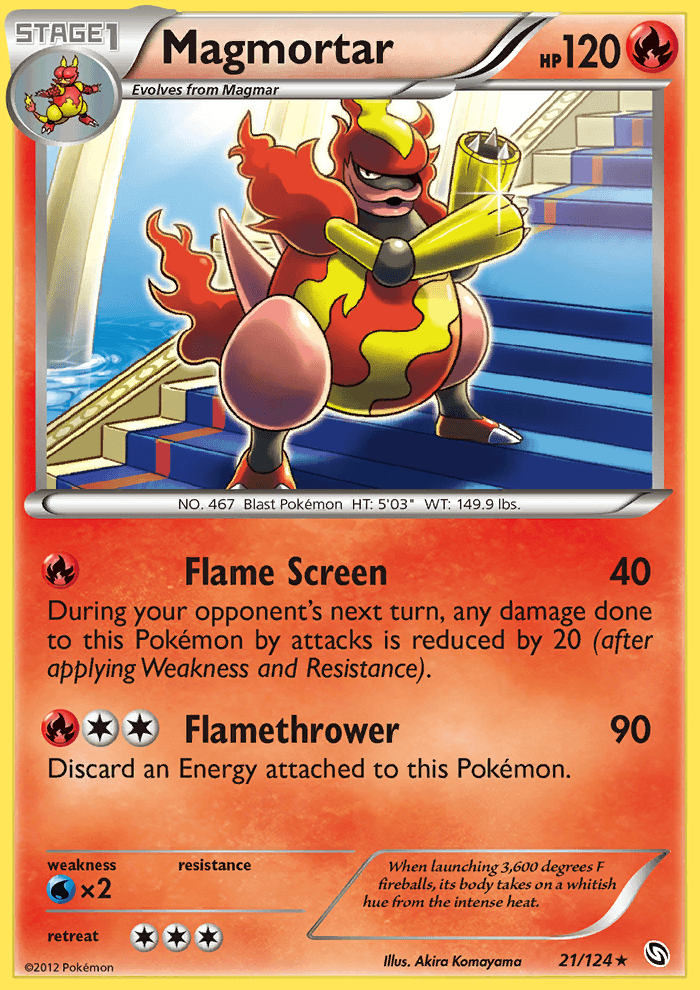 STAGE1
Magmortar
HP120
Evolves from Magmar
NO. 467 Blast Pokémon HT: 5'03" WT: 149.9 lbs.
Flame Screen 40
During your opponent's next turn, any damage done
to this Pokémon by attacks is reduced by 20 (after
applying Weakness and Resistance).
Flamethrower 90
Discard an Energy attached to this Pokémon.
weakness resistance
×2
When launching 3,600 degrees F
fireballs, its body takes on a whitish
hue from the intense heat.
retreat
Illus. Akira Komayama 21/124★
©2012 Pokémon